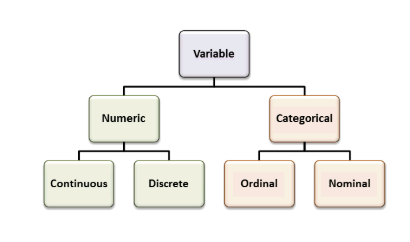 Variable
Numeric
Categorical
Continuous
Discrete
Ordinal
Nominal